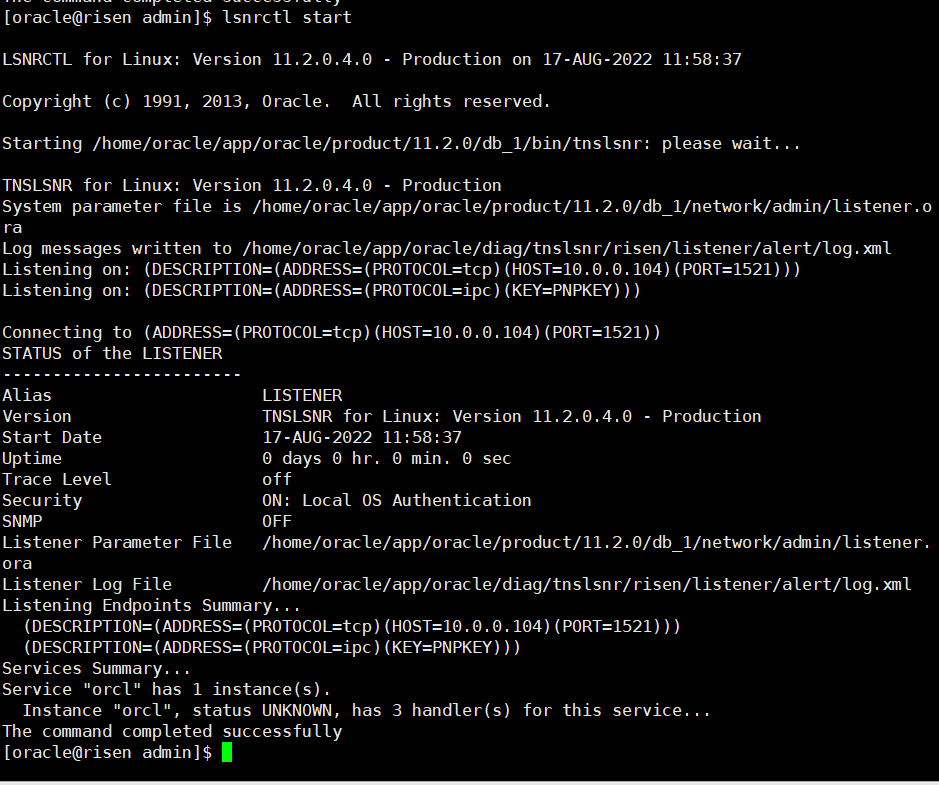 The command completed successfully
[oracle@risen admin]$ lsnrctl start
LSNRCTL for Linux: Version 11.2.0.4.0 - Production on 17-AUG-2022 11:58:37
Copyright (c) 1991, 2013, Oracle.  All rights reserved.
Starting /home/oracle/app/oracle/product/11.2.0/db_1/bin/tnslsnr: please wait...
TNSLSNR for Linux: Version 11.2.0.4.0 - Production
System parameter file is /home/oracle/app/oracle/product/11.2.0/db_1/network/admin/listener.o
ra
Log messages written to /home/oracle/app/oracle/diag/tnslsnr/risen/listener/alert/log.xml
Listening on: (DESCRIPTION=(ADDRESS=(PROTOCOL=tcp)(HOST=10.0.0.104)(PORT=1521)))
Listening on: (DESCRIPTION=(ADDRESS=(PROTOCOL=ipc)(KEY=PNPKEY)))
Connecting to (ADDRESS=(PROTOCOL=tcp)(HOST=10.0.0.104)(PORT=1521))
STATUS of the LISTENER
------------------------
Alias                     LISTENER
Version                   TNSLSNR for Linux: Version 11.2.0.4.0 - Production
Start Date                17-AUG-2022 11:58:37
Uptime                    0 days 0 hr. 0 min. 0 sec
Trace Level               off
Security                  ON: Local OS Authentication
SNMP                      OFF
Listener Parameter File   /home/oracle/app/oracle/product/11.2.0/db_1/network/admin/listener.
ora
Listener Log File         /home/oracle/app/oracle/diag/tnslsnr/risen/listener/alert/log.xml
Listening Endpoints Summary...
  (DESCRIPTION=(ADDRESS=(PROTOCOL=tcp)(HOST=10.0.0.104)(PORT=1521)))
  (DESCRIPTION=(ADDRESS=(PROTOCOL=ipc)(KEY=PNPKEY)))
Services Summary...
Service "orcl" has 1 instance(s).
  Instance "orcl", status UNKNOWN, has 3 handler(s) for this service...
The command completed successfully
[oracle@risen admin]$